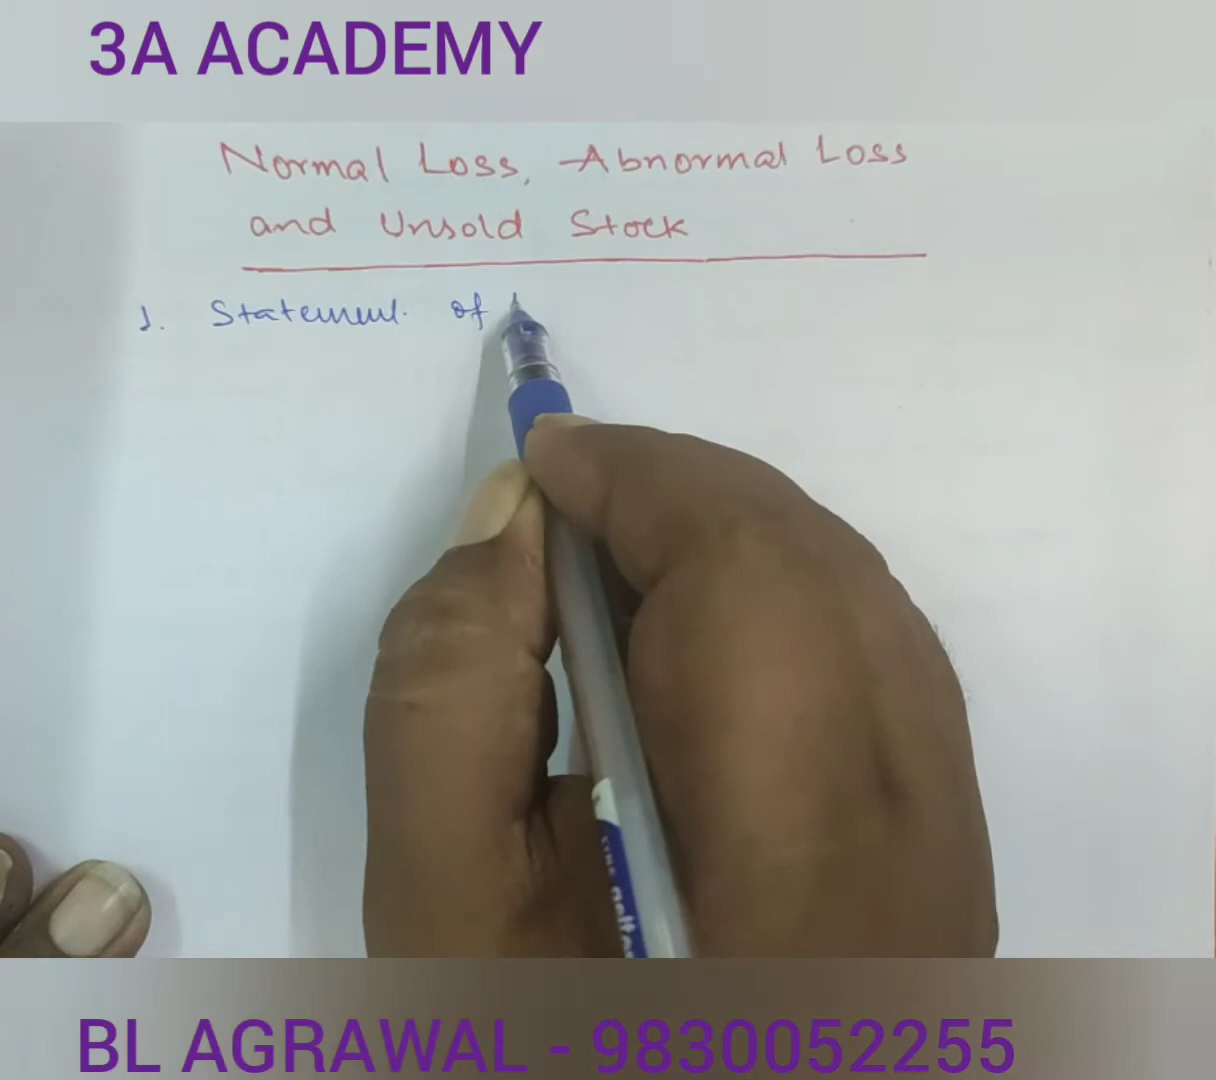 3A ACADEMY
Normal Loss, Abnormal Loss
and Unsold Stock
1. Statement of
BL AGRAWAL - 9830052255